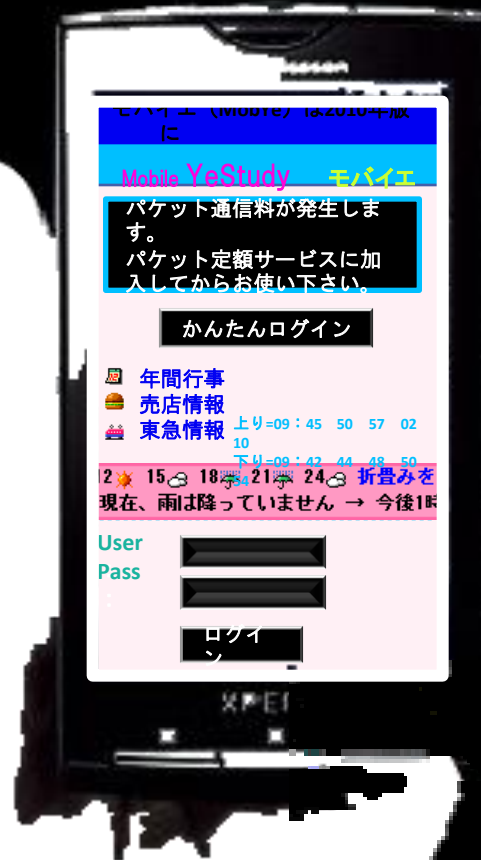 モバイエ（MobYe）は2010年版
に
Mobile YeStudy モバイエ
パケット通信料が発生しま
す。
パケット定額サービスに加
入してからお使い下さい。
かんたんログイン
年間行事
売店情報
東急情報
上り=09：45 50 57 02
10
下り=09：42 44 48 50
54
12 15 18 21 24 折畳みを
現在、雨は降っていません → 今後1時
User
Pass
：
ログイ
ン
XPE